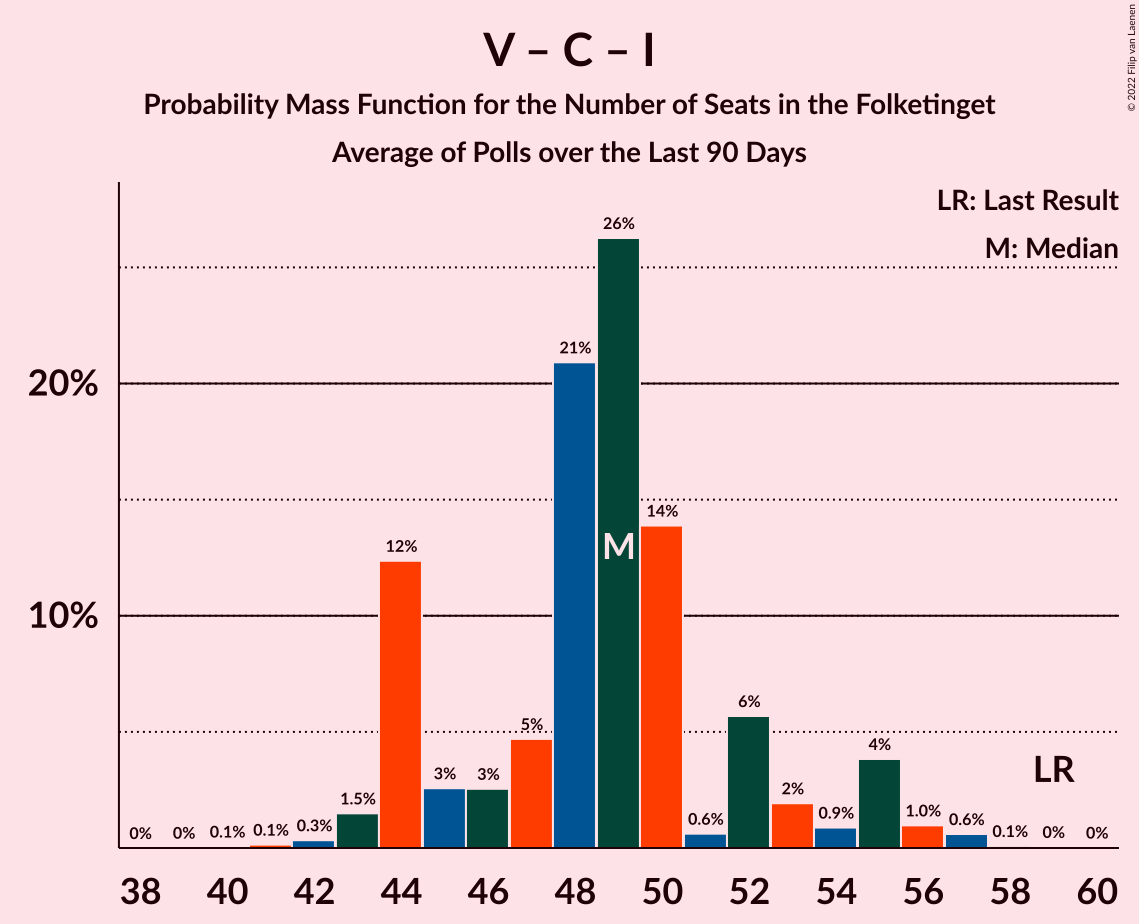 V – C – I
Probability Mass Function for the Number of Seats in the Folketinget
Average of Polls over the Last 90 Days
© 2022 Filip van Laenen
LR: Last Result
M: Median
20%
10%
0%
0%
0.1%
0.1%
0.3%
1.5%
12%
3%
3%
5%
21%
26%
14%
0.6%
6%
2%
0.9%
4%
1.0%
0.6%
0.1%
0%
0%
M
LR
38 40 42 44 46 48 50 52 54 56 58 60